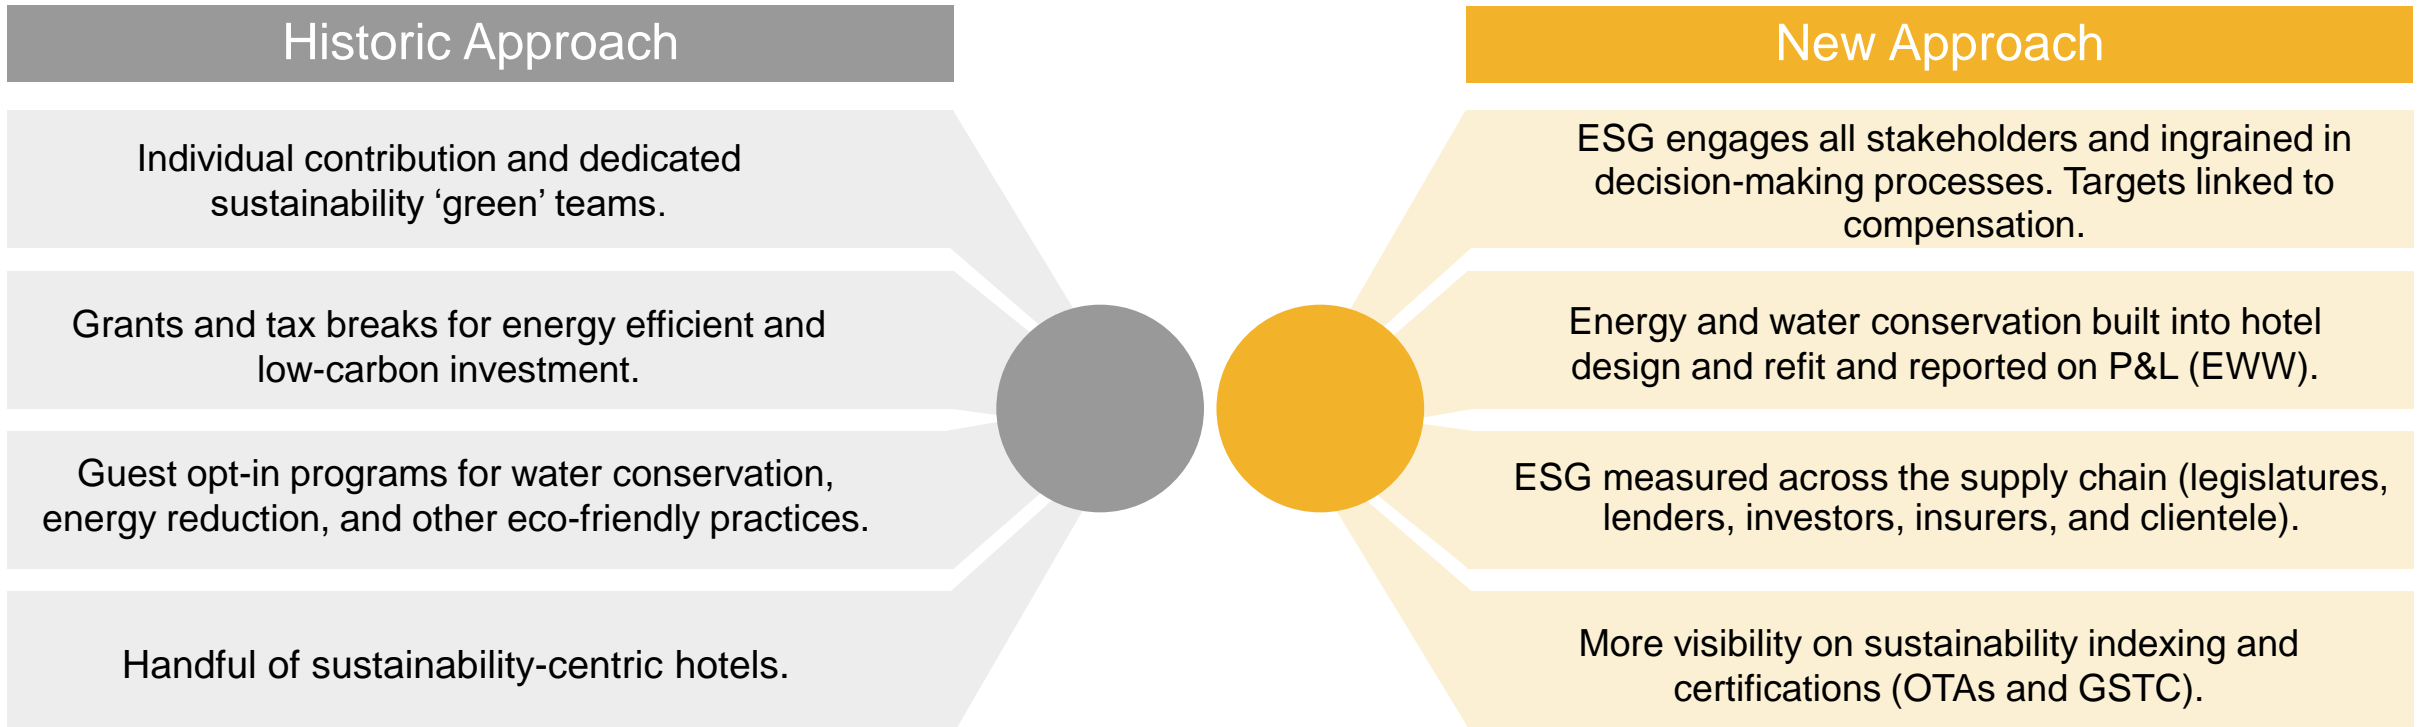 Historic Approach
Individual contribution and dedicated
sustainability ‘green’ teams.
Grants and tax breaks for energy efficient and
low-carbon investment.
Guest opt-in programs for water conservation,
energy reduction, and other eco-friendly practices.
Handful of sustainability-centric hotels.
New Approach
ESG engages all stakeholders and ingrained in
decision-making processes. Targets linked to
compensation.
Energy and water conservation built into hotel
design and refit and reported on P&L (EWW).
ESG measured across the supply chain (legislatures,
lenders, investors, insurers, and clientele).
More visibility on sustainability indexing and
certifications (OTAs and GSTC).